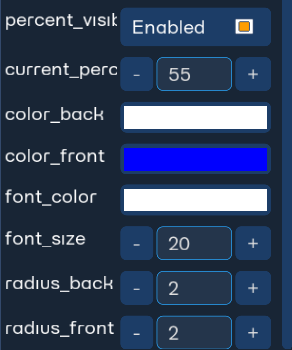 percent_visib Enabled
current_perc - 55 +
color_back
color_front
font_color
font_size - 20 +
radius_back - 2 +
radius_front - 2 +